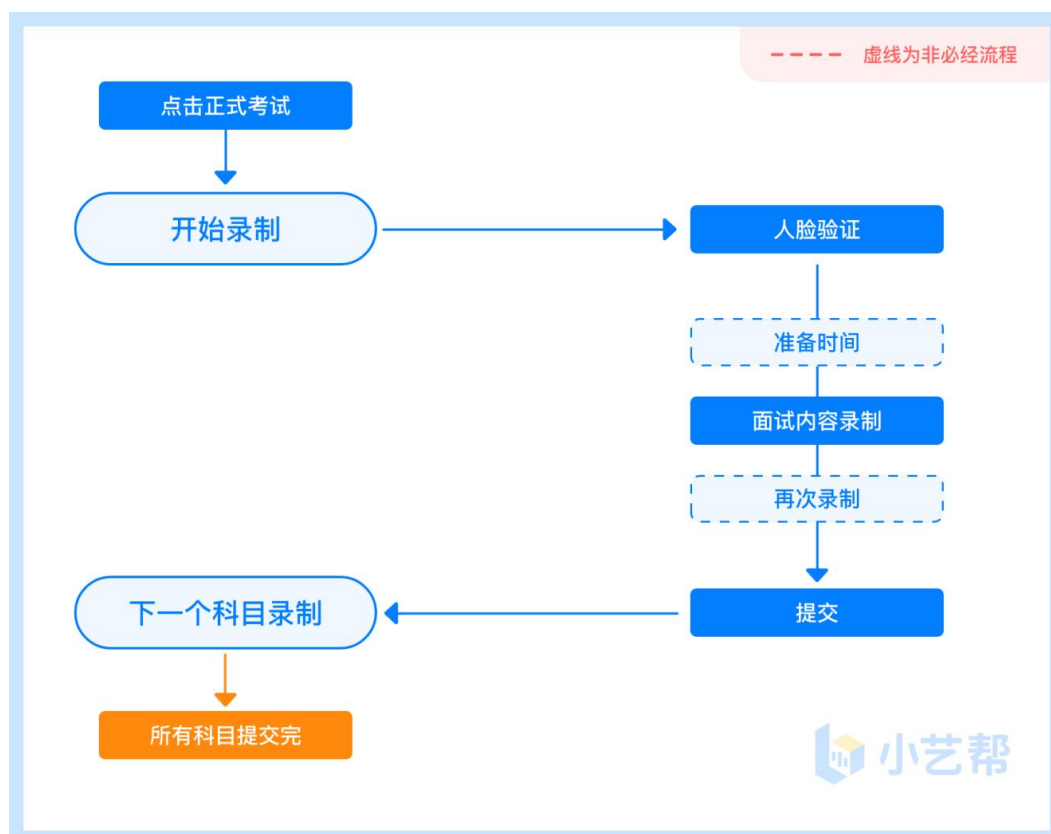 虚线为非必经流程
点击正式考试
开始录制
人脸验证
准备时间
面试内容录制
再次录制
提交
下一个科目录制
所有科目提交完
小艺帮